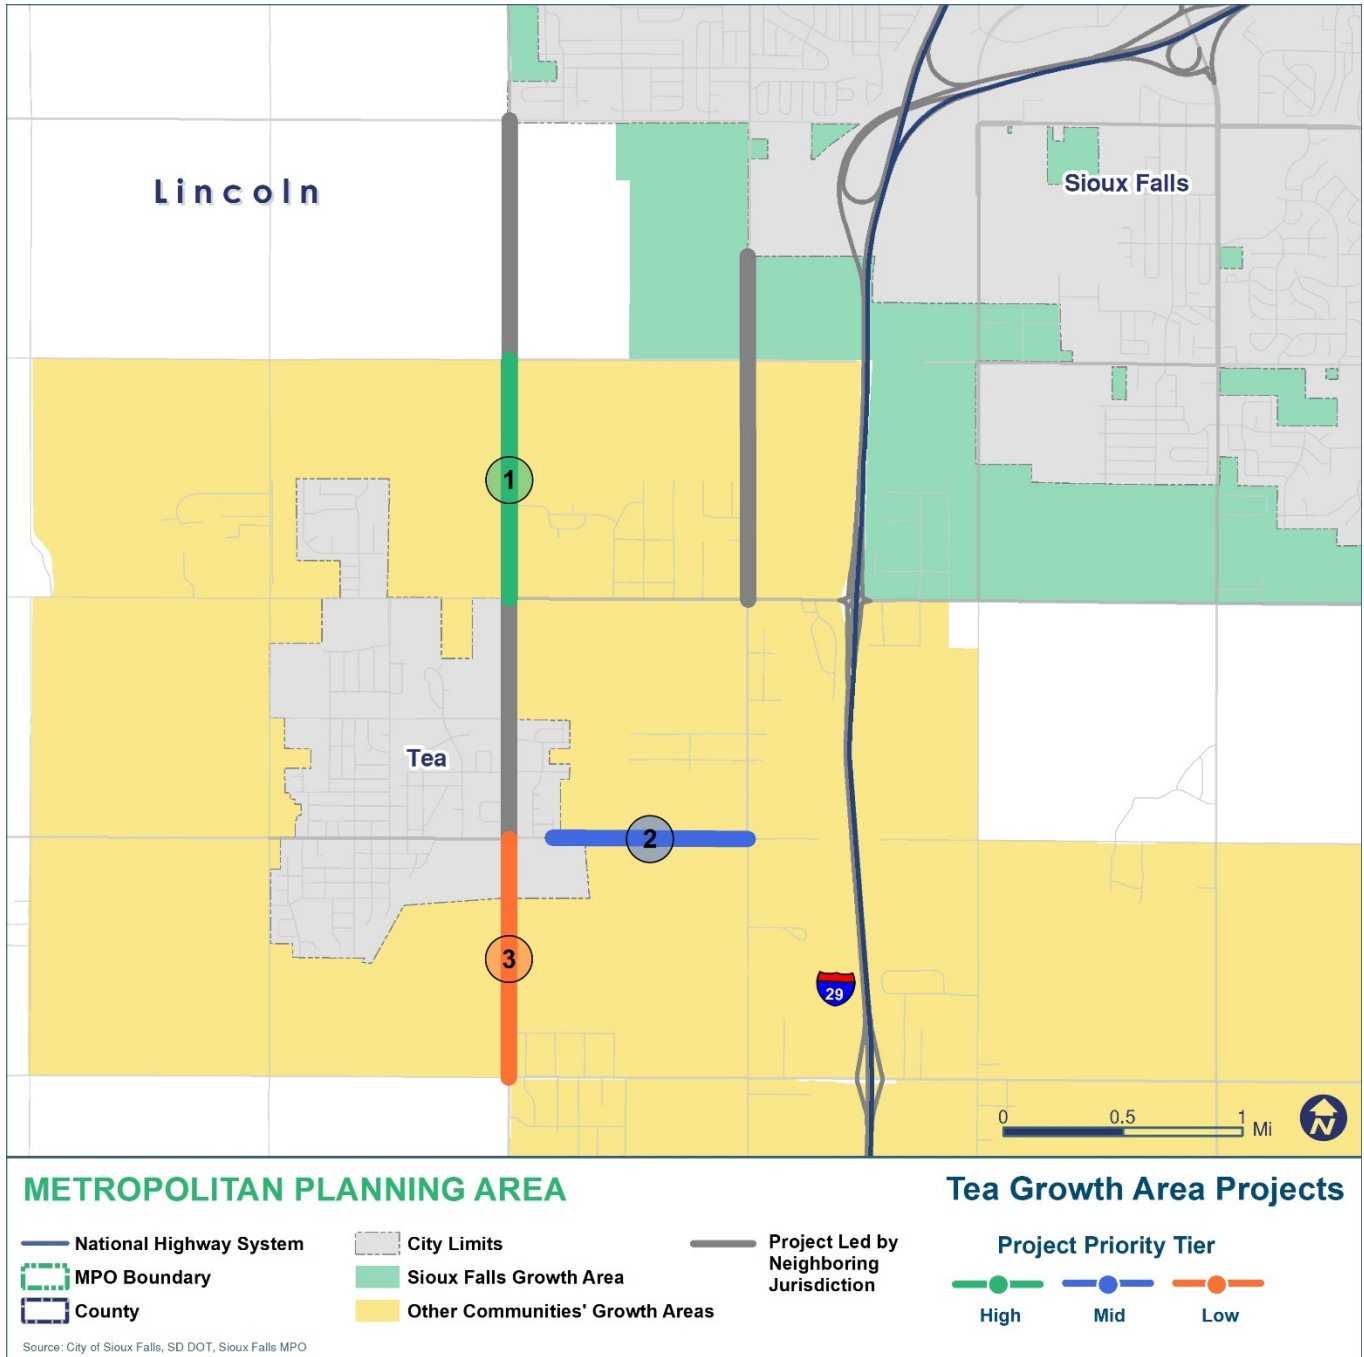 Lincoln
Sioux Falls
1
Tea
2
3
29
0 0.5 1
Mi
N
METROPOLITAN PLANNING AREA
National Highway System
MPO Boundary
County
City Limits
Sioux Falls Growth Area
Other Communities' Growth Areas
Project Led by
Neighboring
Jurisdiction
Tea Growth Area Projects
Project Priority Tier
High Mid Low
Source: City of Sioux Falls, SD DOT, Sioux Falls MPO